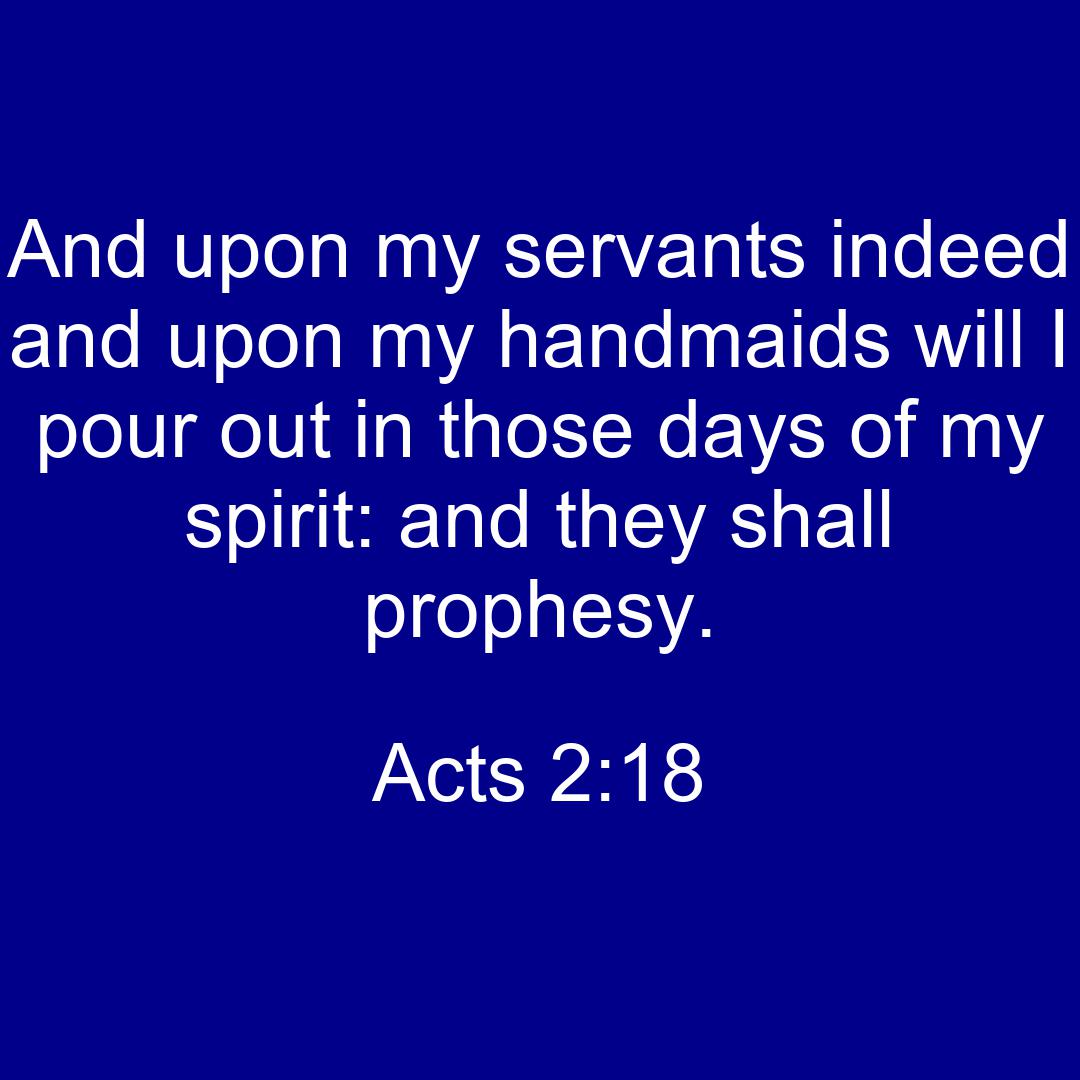 And upon my servants indeed
and upon my handmaids will I
pour out in those days of my
spirit: and they shall
prophesy.
Acts 2:18